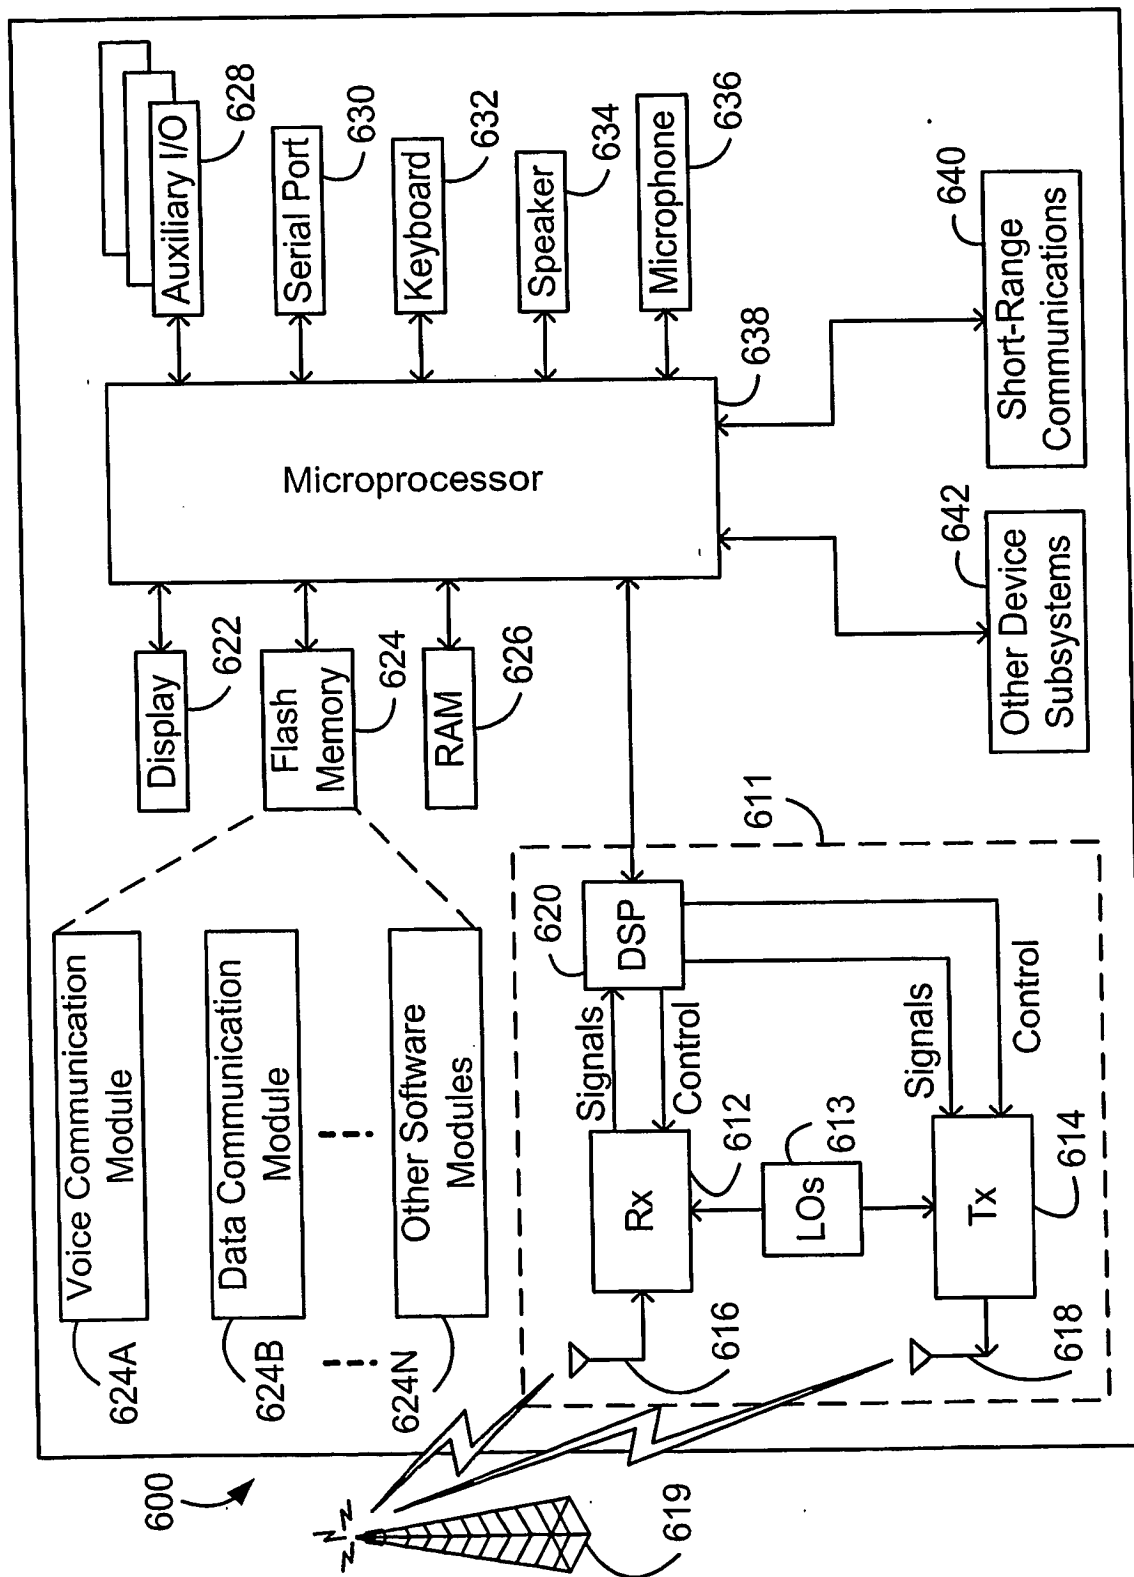 600
619
624A
Voice Communication
Module
624B
Data Communication
Module
624N
Other Software
Modules
Display
622
Flash
Memory
624
RAM
626
Microprocessor
638
Auxiliary I/O
628
Serial Port
630
Keyboard
632
Speaker
634
Microphone
636
616
Rx
612
Signals
Control
DSP
620
LOs
613
618
Tx
614
Signals
Control
611
Other Device
Subsystems
642
Short-Range
Communications
640